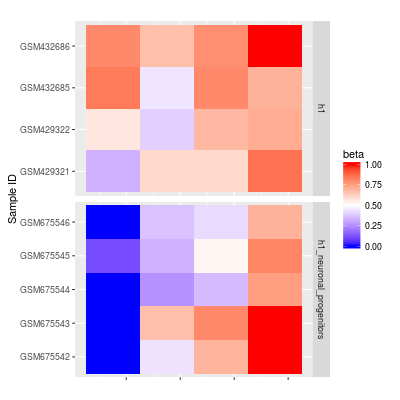 GSM432686
GSM432685
GSM429322
GSM429321
h1
Sample ID
GSM675546
GSM675545
GSM675544
GSM675543
GSM675542
h1_neuronal_progenitors
beta
1.00
0.75
0.50
0.25
0.00